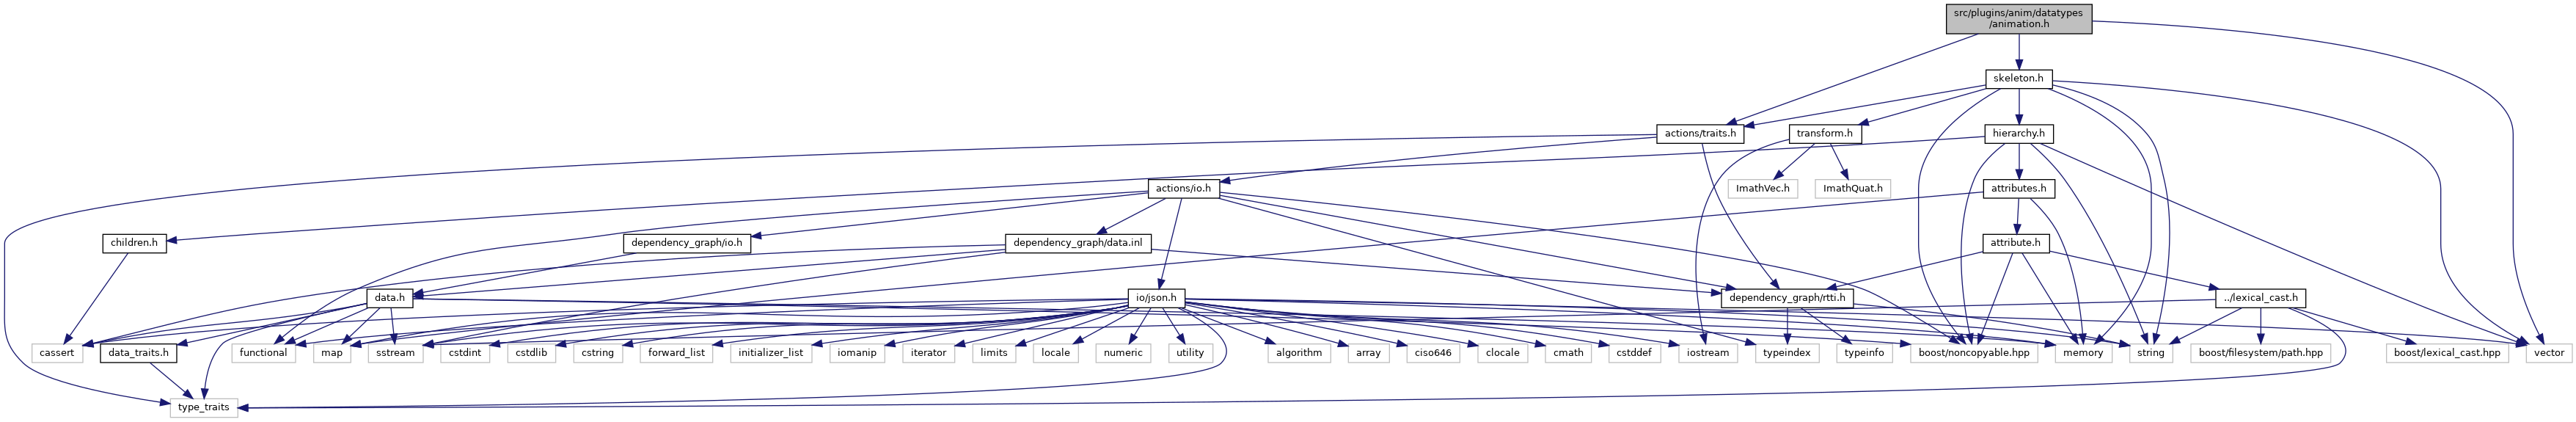 src/plugins/anim/datatypes
/animation.h
skeleton.h
actions/traits.h
transform.h
hierarchy.h
actions/io.h
ImathVec.h
ImathQuat.h
attributes.h
children.h
dependency_graph/io.h
dependency_graph/data.inl
attribute.h
data.h
io/json.h
dependency_graph/rtti.h
../lexical_cast.h
cassert
data_traits.h
functional
map
sstream
cstdint
cstdlib
cstring
forward_list
initializer_list
iomanip
iterator
limits
locale
numeric
utility
algorithm
array
ciso646
clocale
cmath
cstddef
iostream
typeindex
typeinfo
boost/noncopyable.hpp
memory
string
boost/filesystem/path.hpp
boost/lexical_cast.hpp
vector
type_traits